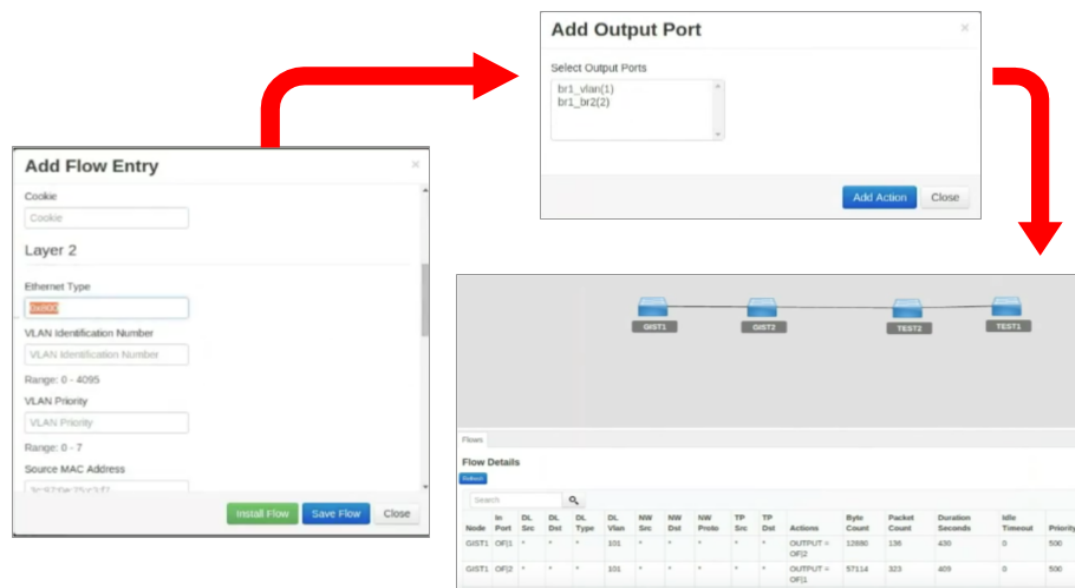 Add Output Port
×
Select Output Ports
br1_vlan(1)
br1_br2(2)
Add Action
Close
Add Flow Entry
×
Cookie
Cookie
Layer 2
Ethernet Type
VLAN Identification Number
VLAN Identification Number
Range: 0 - 4095
VLAN Priority
VLAN Priority
Range: 0 - 7
Source MAC Address
Install Flow
Save Flow
Close
GIST1
GIST2
TEST2
TEST1
Flows
Flow Details
Search
Node In Port DL Src DL Dst DL Type DL Vlan NW Src NW Dst NW Proto TP Src TP Dst Actions Byte Count Packet Count Duration Seconds Idle Timeout Priority
GIST1 OF|1 * * * 101 * * * * * OUTPUT = OF|2 12880 136 430 0 500
GIST1 OF|2 * * * 101 * * * * * OUTPUT = OF|1 57114 323 409 0 500